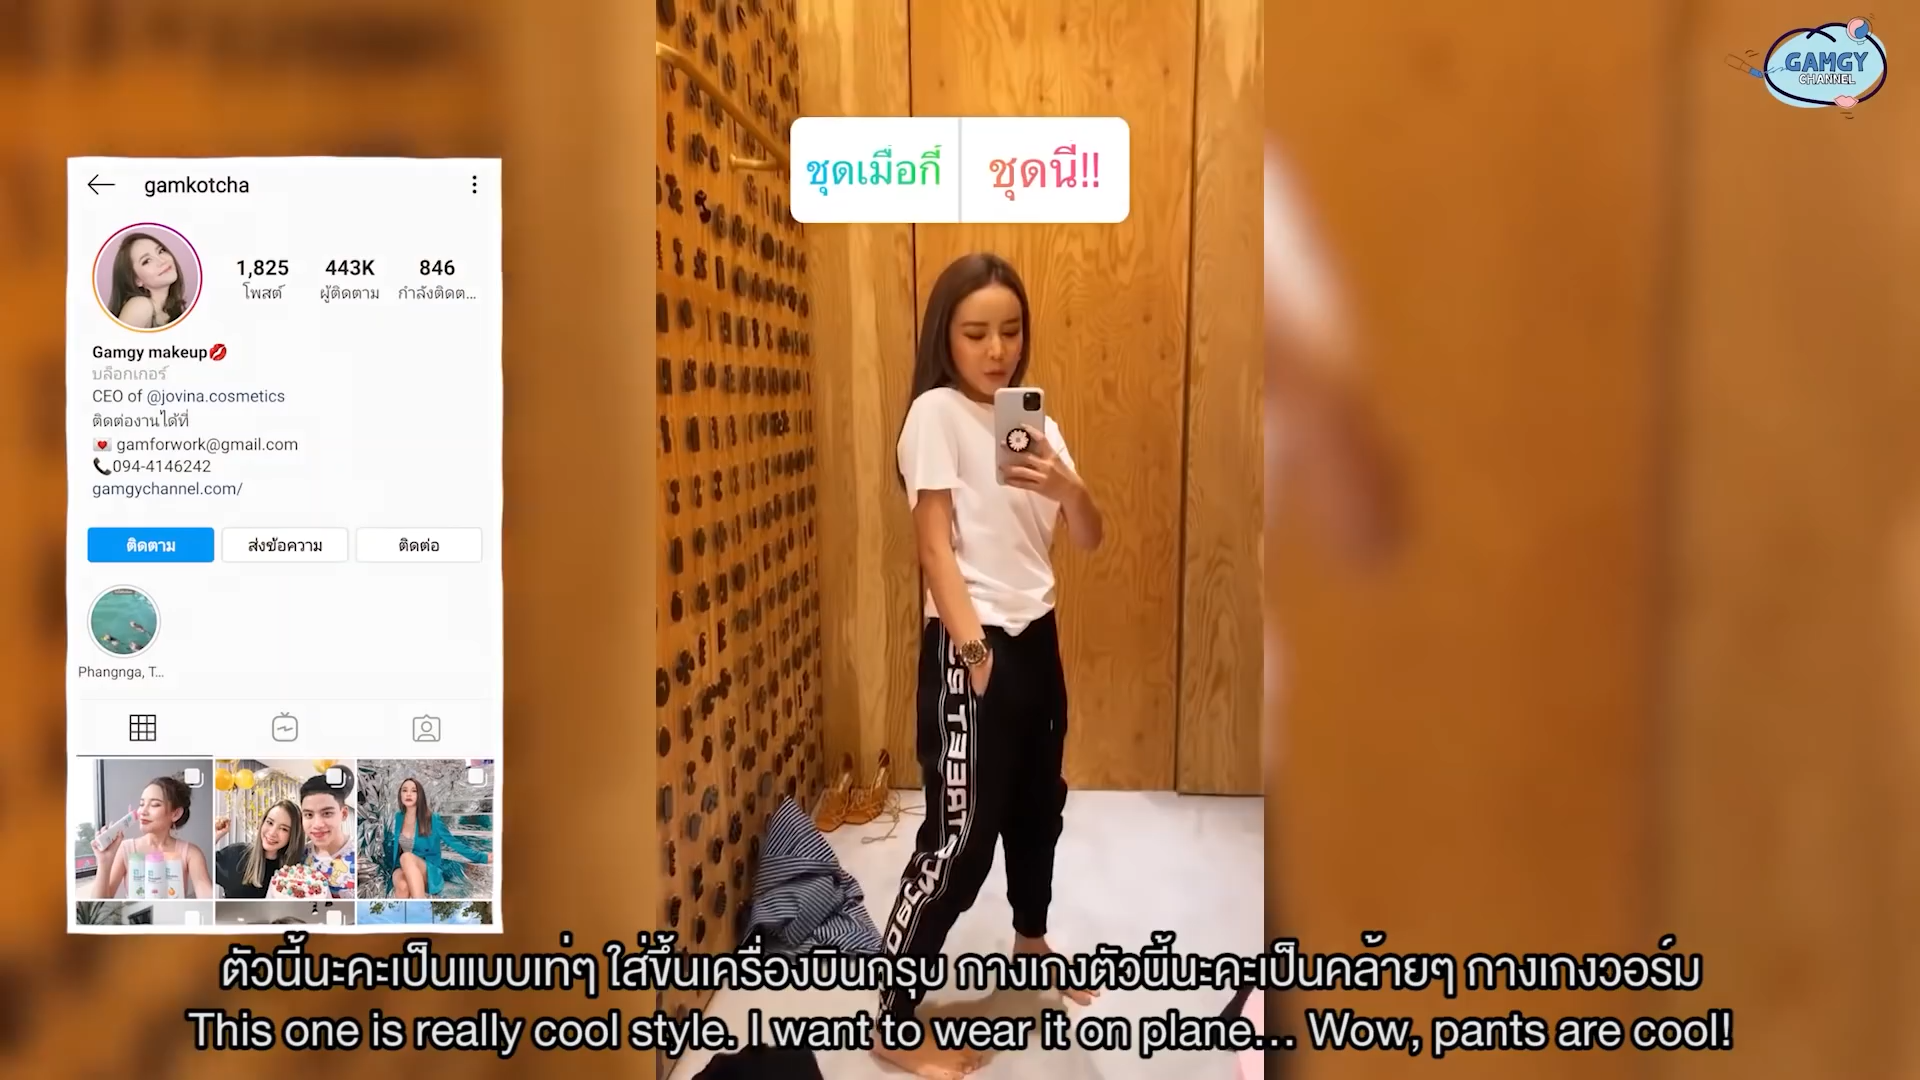 GAMGY
CHANNEL
gamkotcha
1,825
443K
846
โพสต์
ผู้ติดตาม
กำลังติดต...
Gamgy makeup💋
บล็อกเกอร์
CEO of @jovina.cosmetics
ติดต่องานได้ที่
💌 gamforwork@gmail.com
📞094-4146242
gamgychannel.com/
ติดตาม
ส่งข้อความ
ติดต่อ
Phangnga, T...
ชุดเมื่อกี้
ชุดนี้!!
ตัวนี้นะคะเป็นแบบเท่ๆ ใส่ขึ้นเครื่องบินกรุบ กางเกงตัวนี้นะคะเป็นคล้ายๆ กางเกงวอร์ม
This one is really cool style. I want to wear it on plane... Wow, pants are cool!